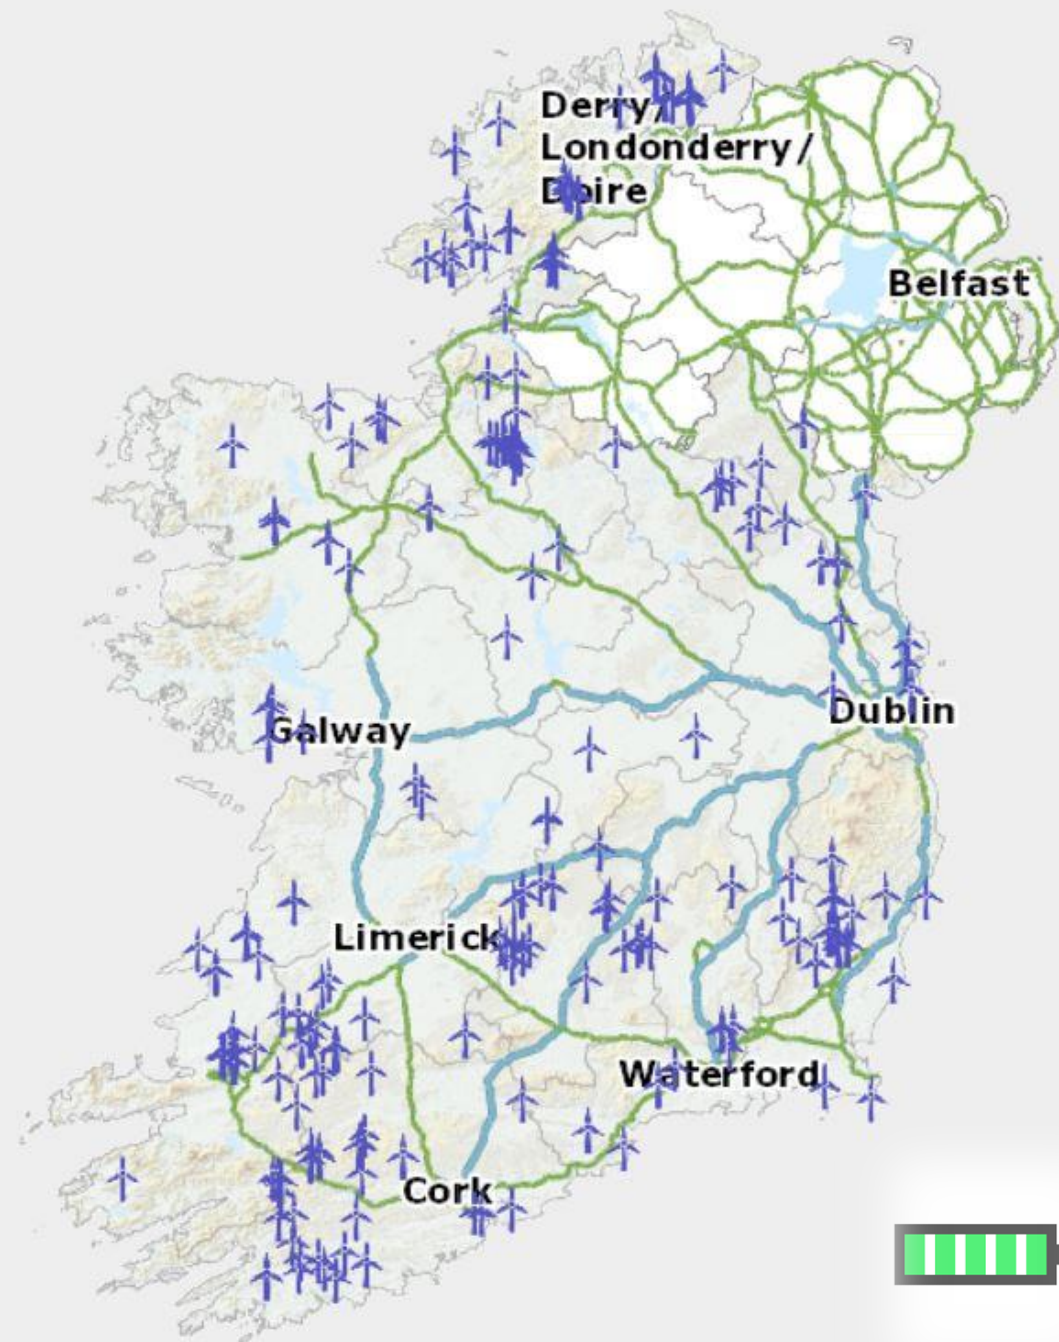 Derry/
Londonderry/
Doire
Belfast
Galway
Dublin
Limerick
Waterford
Cork